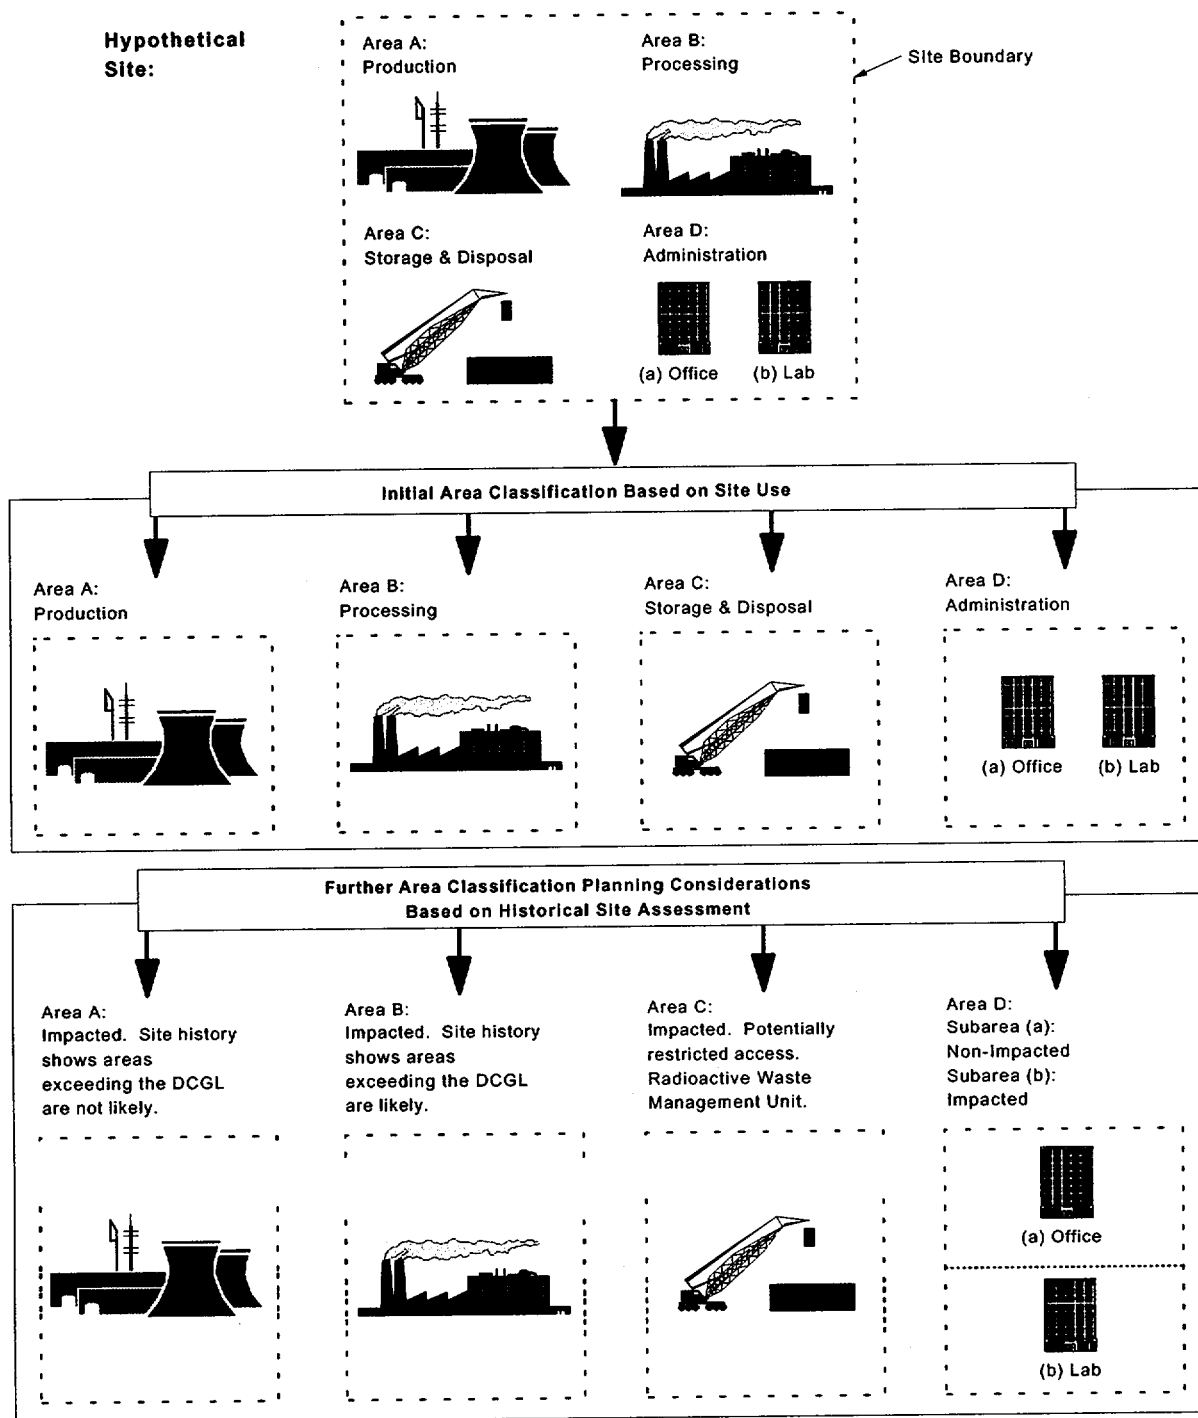 Hypothetical
Site:
Area A:
Production
Area B:
Processing
Site Boundary
Area C:
Storage & Disposal
Area D:
Administration
(a) Office
(b) Lab
Initial Area Classification Based on Site Use
Area A:
Production
Area B:
Processing
Area C:
Storage & Disposal
Area D:
Administration
(a) Office
(b) Lab
Further Area Classification Planning Considerations
Based on Historical Site Assessment
Area A:
Impacted. Site history
shows areas
exceeding the DCGL
are not likely.
Area B:
Impacted. Site history
shows areas
exceeding the DCGL
are likely.
Area C:
Impacted. Potentially
restricted access.
Radioactive Waste
Management Unit.
Area D:
Subarea (a):
Non-Impacted
Subarea (b):
Impacted
(a) Office
(b) Lab